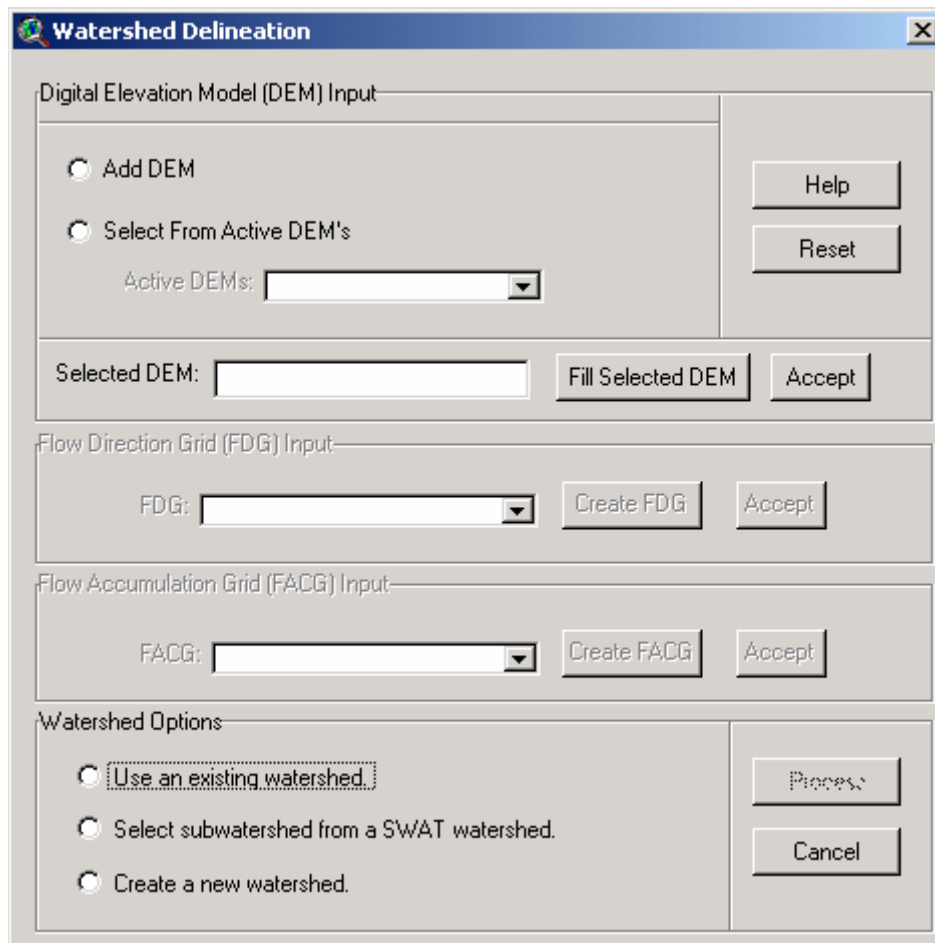 Watershed Delineation
Digital Elevation Model (DEM) Input
Add DEM
Help
Select From Active DEM's
Reset
Active DEMs:
Selected DEM:
Fill Selected DEM
Accept
Flow Direction Grid (FDG) Input
FDG:
Create FDG
Accept
Flow Accumulation Grid (FACG) Input
FACG:
Create FACG
Accept
Watershed Options
Use an existing watershed.
Process
Select subwatershed from a SWAT watershed.
Cancel
Create a new watershed.